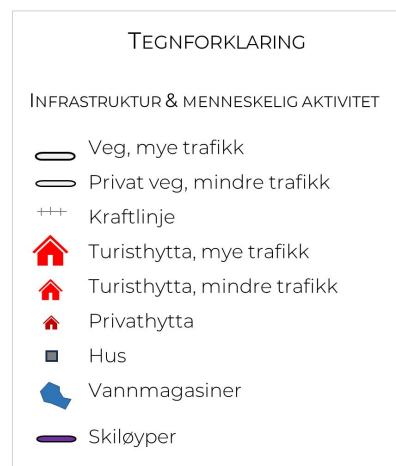 TEGNFORKLARING
INFRASTRUKTUR & MENNESKELIG AKTIVITET
Veg, mye trafikk
Privat veg, mindre trafikk
Kraftlinje
Turisthytta, mye trafikk
Turisthytta, mindre trafikk
Privathytta
Hus
Vannmagasiner
Skiløyper